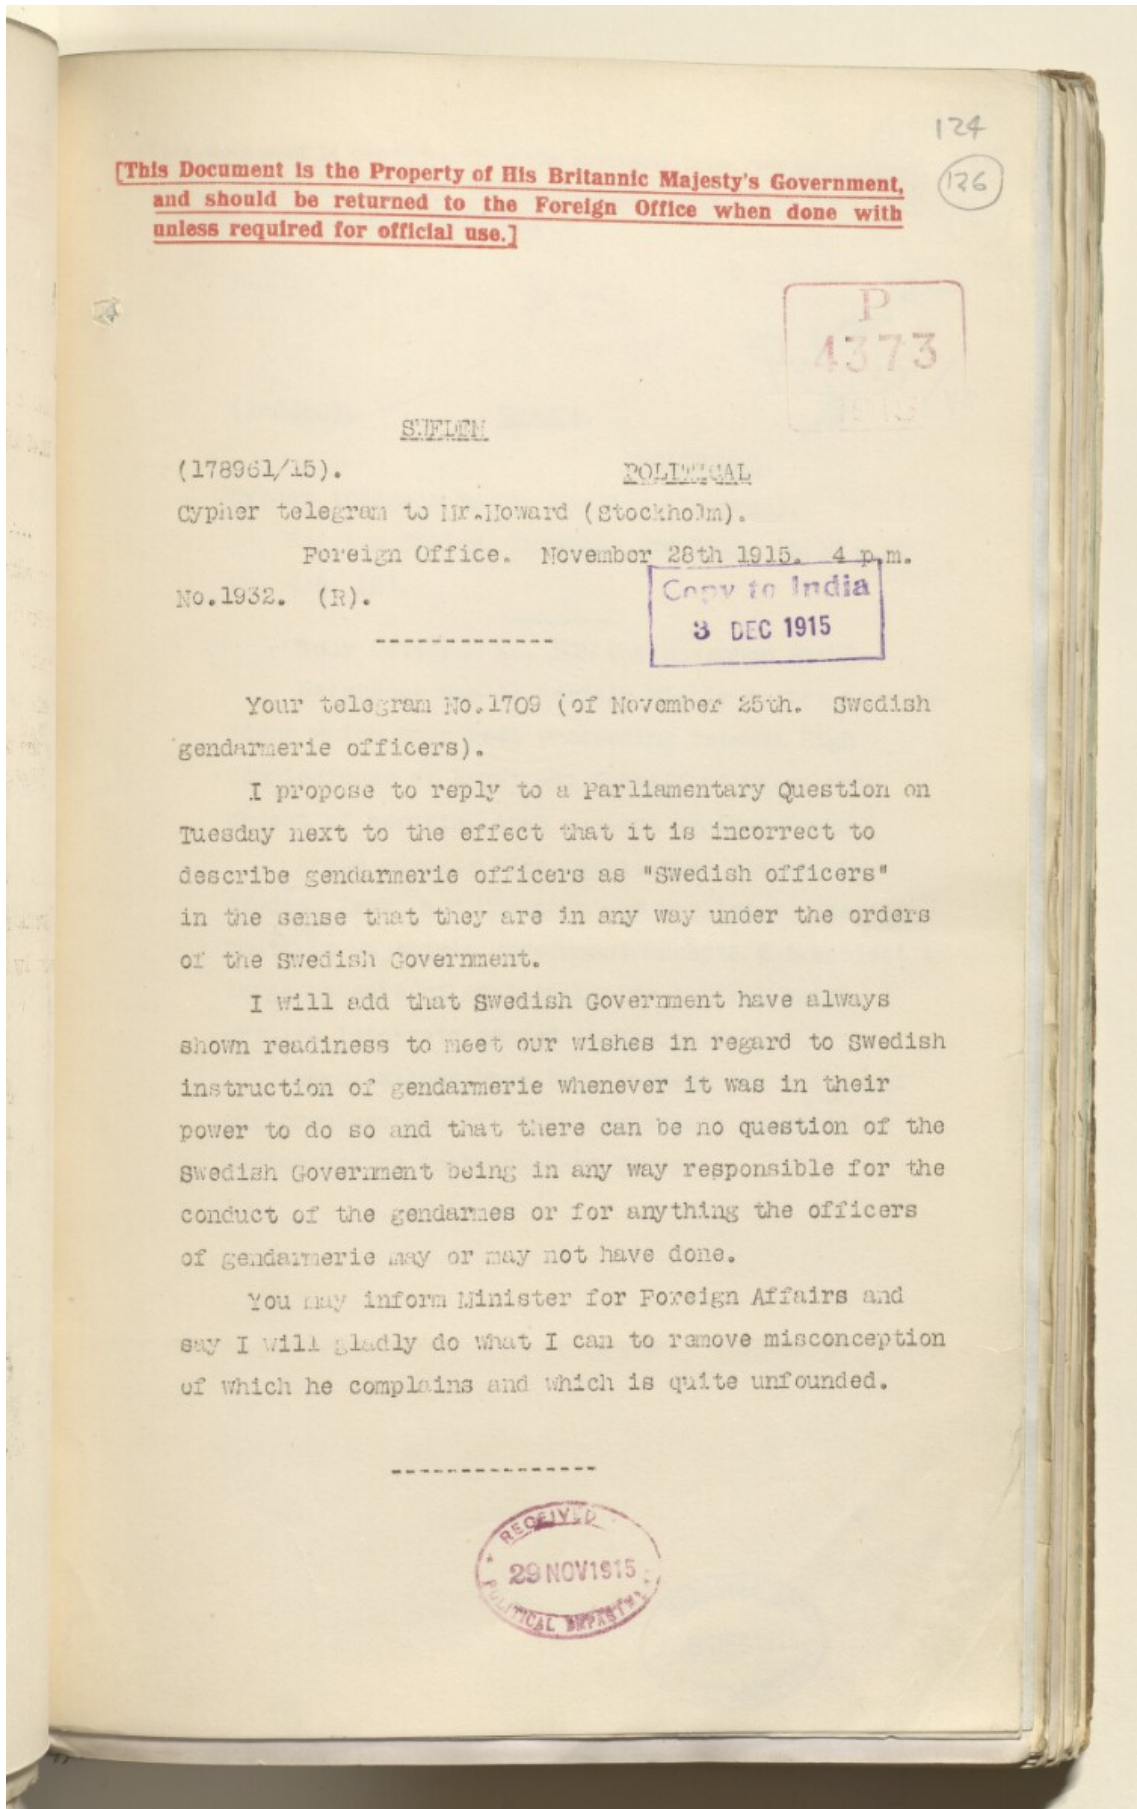 124
126
[This Document is the Property of His Britannic Majesty's Government,
and should be returned to the Foreign Office when done with
unless required for official use.]
P
4373
1915
SWEDEN
(178961/15).
POLITICAL
Cypher telegram to Mr.Howard (Stockholm).
Foreign Office. November 28th 1915. 4 p.m.
No.1932. (R).
Copy to India
3 DEC 1915
-------------
Your telegram No.1709 (of November 25th. Swedish
gendarmerie officers).
I propose to reply to a Parliamentary Question on
Tuesday next to the effect that it is incorrect to
describe gendarmerie officers as "Swedish officers"
in the sense that they are in any way under the orders
of the Swedish Government.
I will add that Swedish Government have always
shown readiness to meet our wishes in regard to Swedish
instruction of gendarmerie whenever it was in their
power to do so and that there can be no question of the
Swedish Government being in any way responsible for the
conduct of the gendarmes or for anything the officers
of gendarmerie may or may not have done.
You may inform Minister for Foreign Affairs and
say I will gladly do what I can to remove misconception
of which he complains and which is quite unfounded.
---------------
RECEIVED
29 NOV 1915
POLITICAL DEPARTMENT